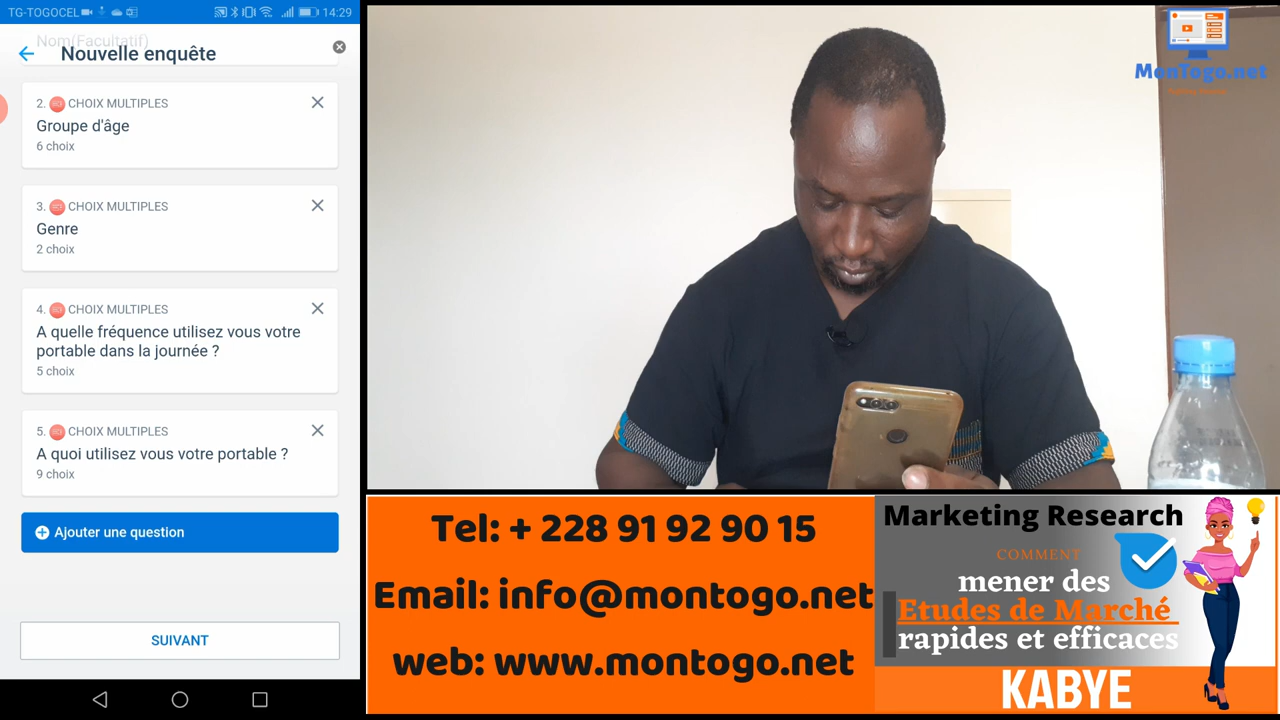 TG-TOGOCEL
14:29
Nom(Facultatif)
Nouvelle enquête
2. CHOIX MULTIPLES
Groupe d'âge
6 choix
3. CHOIX MULTIPLES
Genre
2 choix
4. CHOIX MULTIPLES
A quelle fréquence utilisez vous votre
portable dans la journée ?
5 choix
5. CHOIX MULTIPLES
A quoi utilisez vous votre portable ?
9 choix
Ajouter une question
SUIVANT
MonTogo.net
Tel: + 228 91 92 90 15
Email: info@montogo.net
web: www.montogo.net
Marketing Research
COMMENT
mener des
Etudes de Marché
rapides et efficaces
KABYE